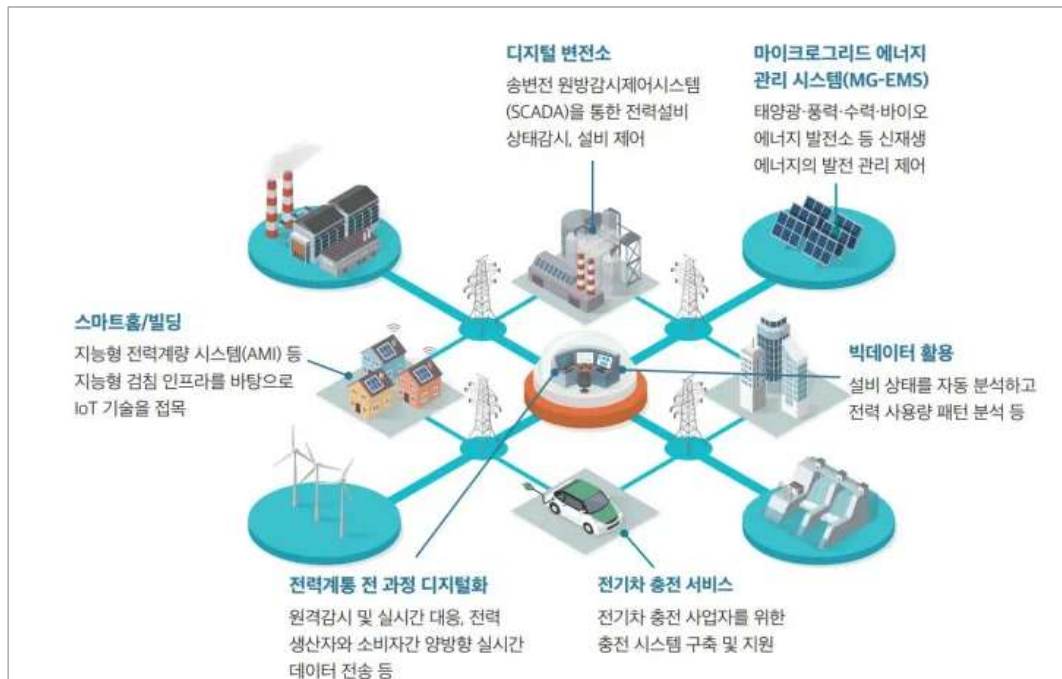 디지털 변전소
송변전 원방감시제어시스템
(SCADA)을 통한 전력설비
상태감시, 설비 제어
마이크로그리드 에너지
관리 시스템(MG-EMS)
태양광·풍력·수력·바이오
에너지 발전소 등 신재생
에너지의 발전 관리 제어
스마트홈/빌딩
지능형 전력계량 시스템(AMI) 등
지능형 검침 인프라를 바탕으로
IoT 기술을 접목
빅데이터 활용
설비 상태를 자동 분석하고
전력 사용량 패턴 분석 등
전력계통 전 과정 디지털화
원격감시 및 실시간 대응, 전력
생산자와 소비자간 양방향 실시간
데이터 전송 등
전기차 충전 서비스
전기차 충전 사업자를 위한
충전 시스템 구축 및 지원